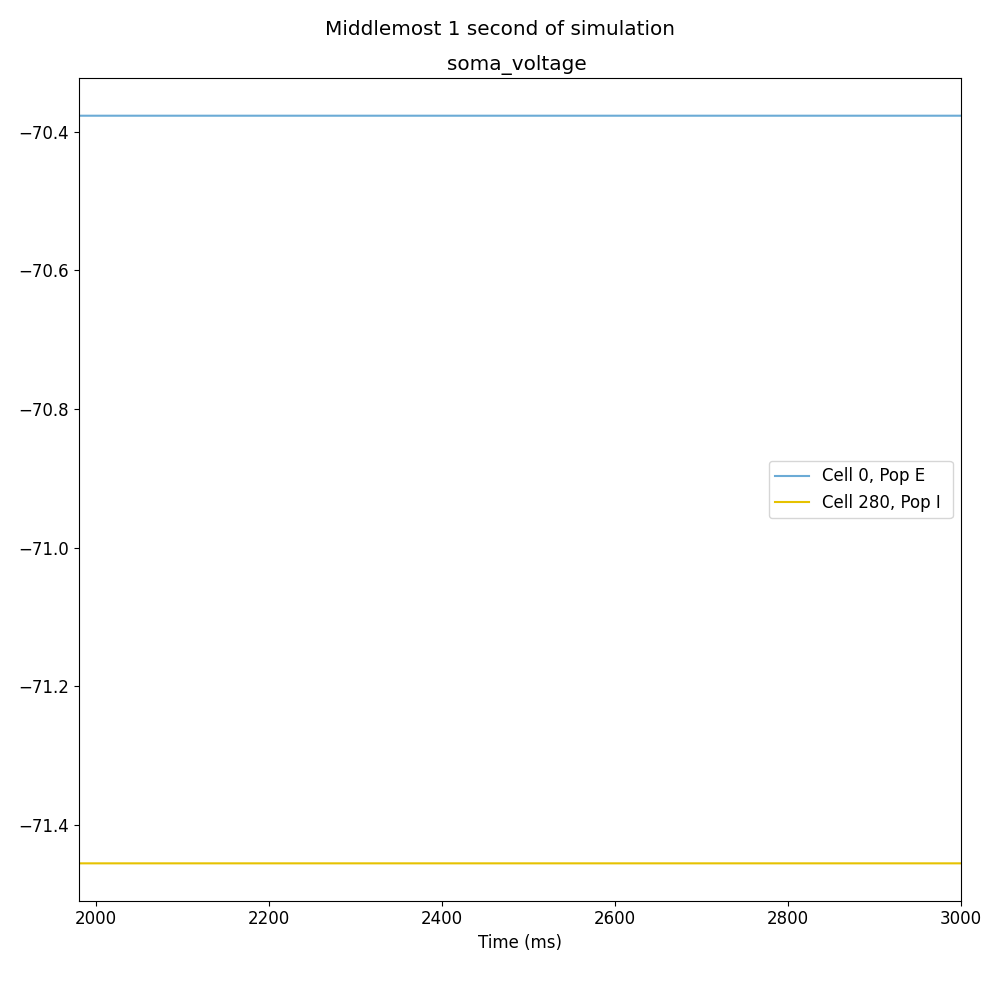 Middlemost 1 second of simulation
soma_voltage
−70.4
−70.6
−70.8
−71.0
−71.2
−71.4
Cell 0, Pop E
Cell 280, Pop I
2000 2200 2400 2600 2800 3000
Time (ms)